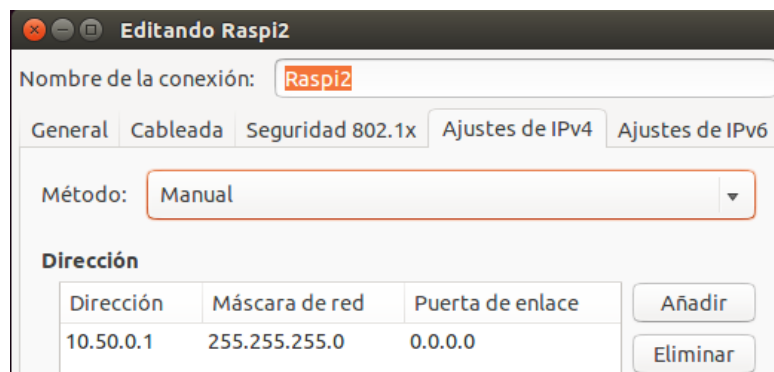 Editando Raspi2
Nombre de la conexión: Raspi2
General Cableada Seguridad 802.1x Ajustes de IPv4 Ajustes de IPv6
Método: Manual
Dirección
Dirección Máscara de red Puerta de enlace Añadir
10.50.0.1 255.255.255.0 0.0.0.0
Eliminar